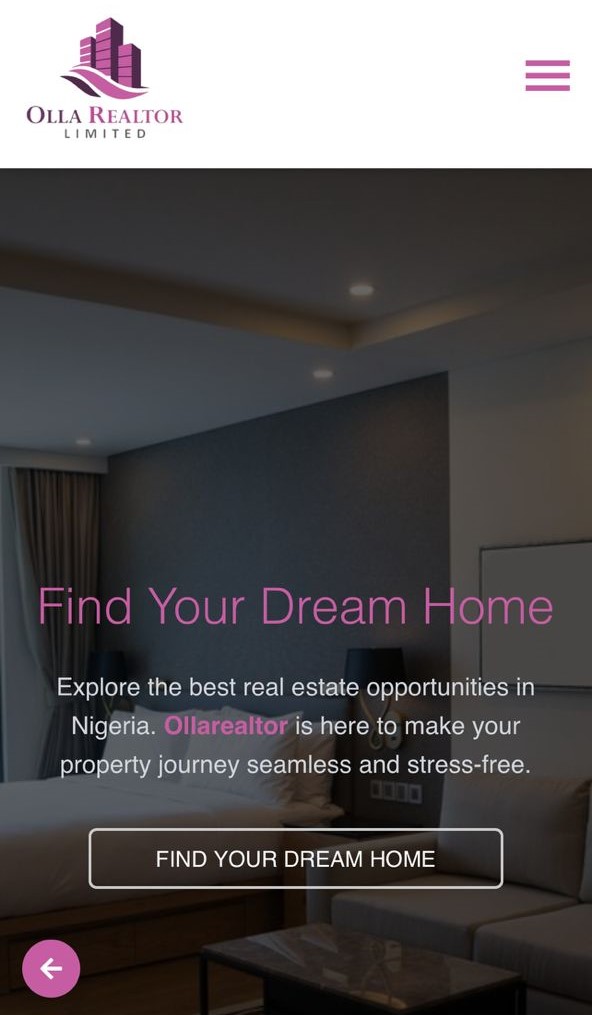 OLLA REALTOR
LIMITED
Find Your Dream Home
Explore the best real estate opportunities in
Nigeria. Ollarealtor is here to make your
property journey seamless and stress-free.
FIND YOUR DREAM HOME